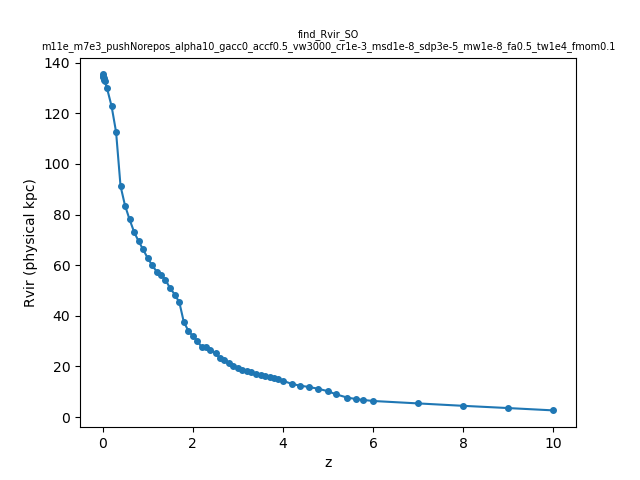 find_Rvir_SO
m11e_m7e3_pushNorepos_alpha10_gacc0_accf0.5_vw3000_cr1e-3_msd1e-8_sdp3e-5_mw1e-8_fa0.5_tw1e4_fmom0.1
140
120
100
80
60
40
20
0
Rvir (physical kpc)
0 2 4 6 8 10
z